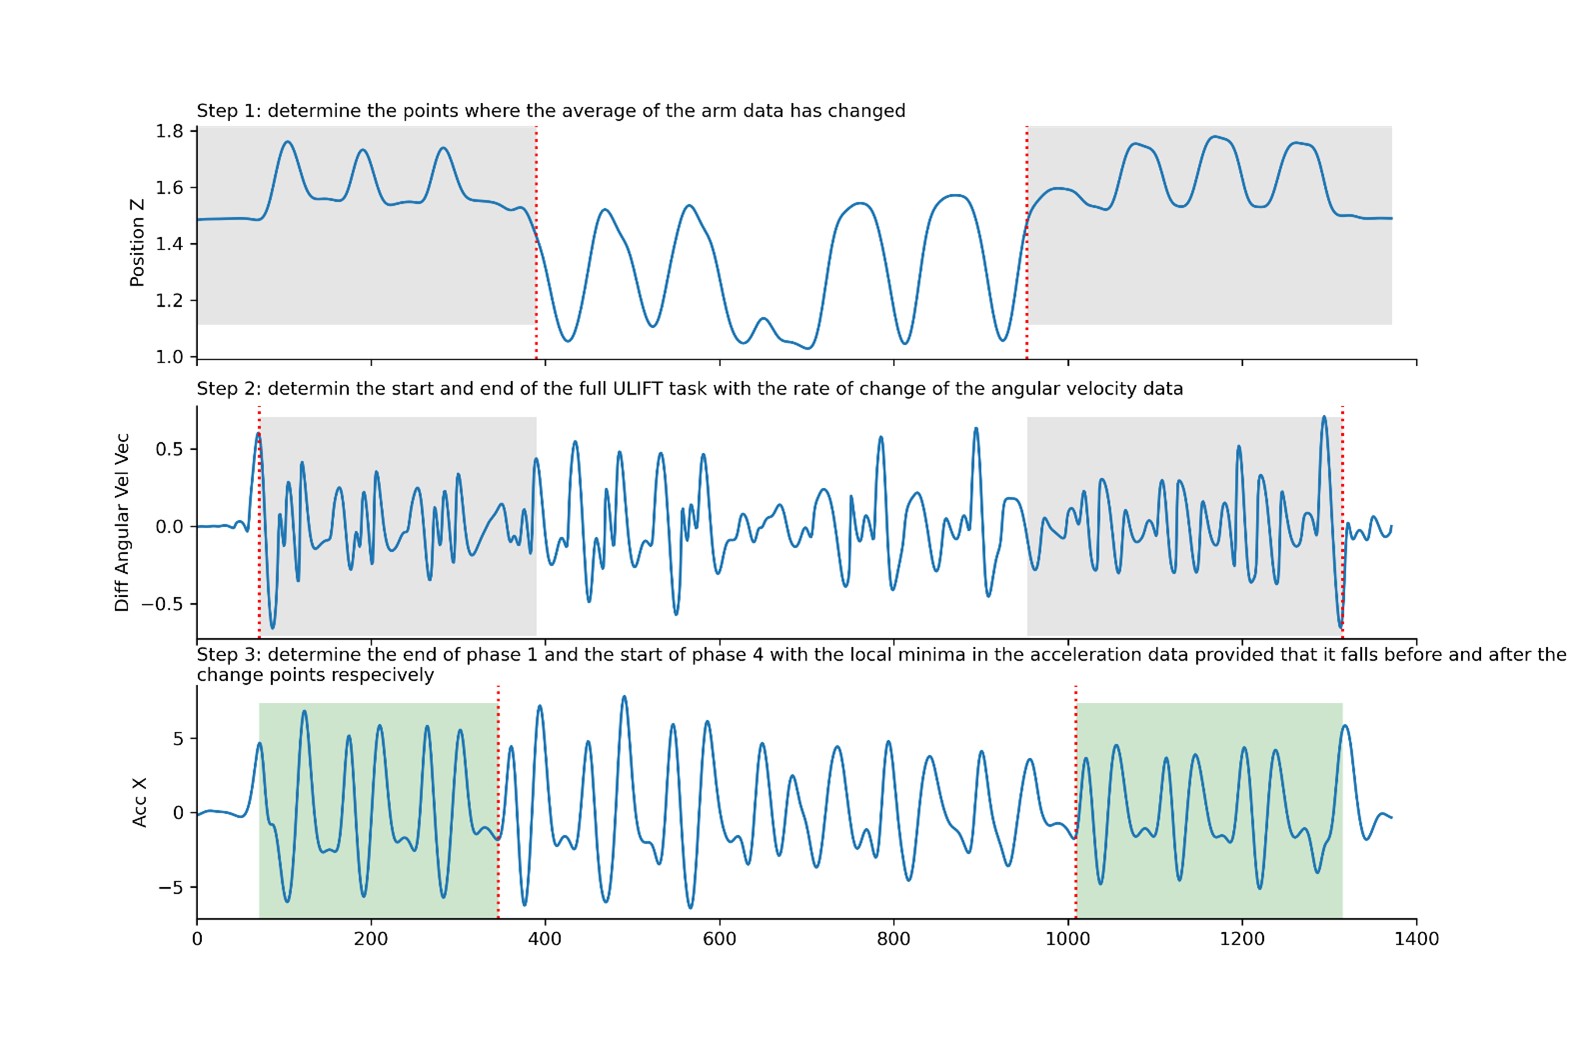 Step 1: determine the points where the average of the arm data has changed
1.8
1.6
1.4
1.2
1.0
Position Z
Step 2: determin the start and end of the full ULIFT task with the rate of change of the angular velocity data
0.5
0.0
−0.5
Diff Angular Vel Vec
Step 3: determine the end of phase 1 and the start of phase 4 with the local minima in the acceleration data provided that it falls before and after the
change points respecively
5
0
−5
Acc X
0 200 400 600 800 1000 1200 1400